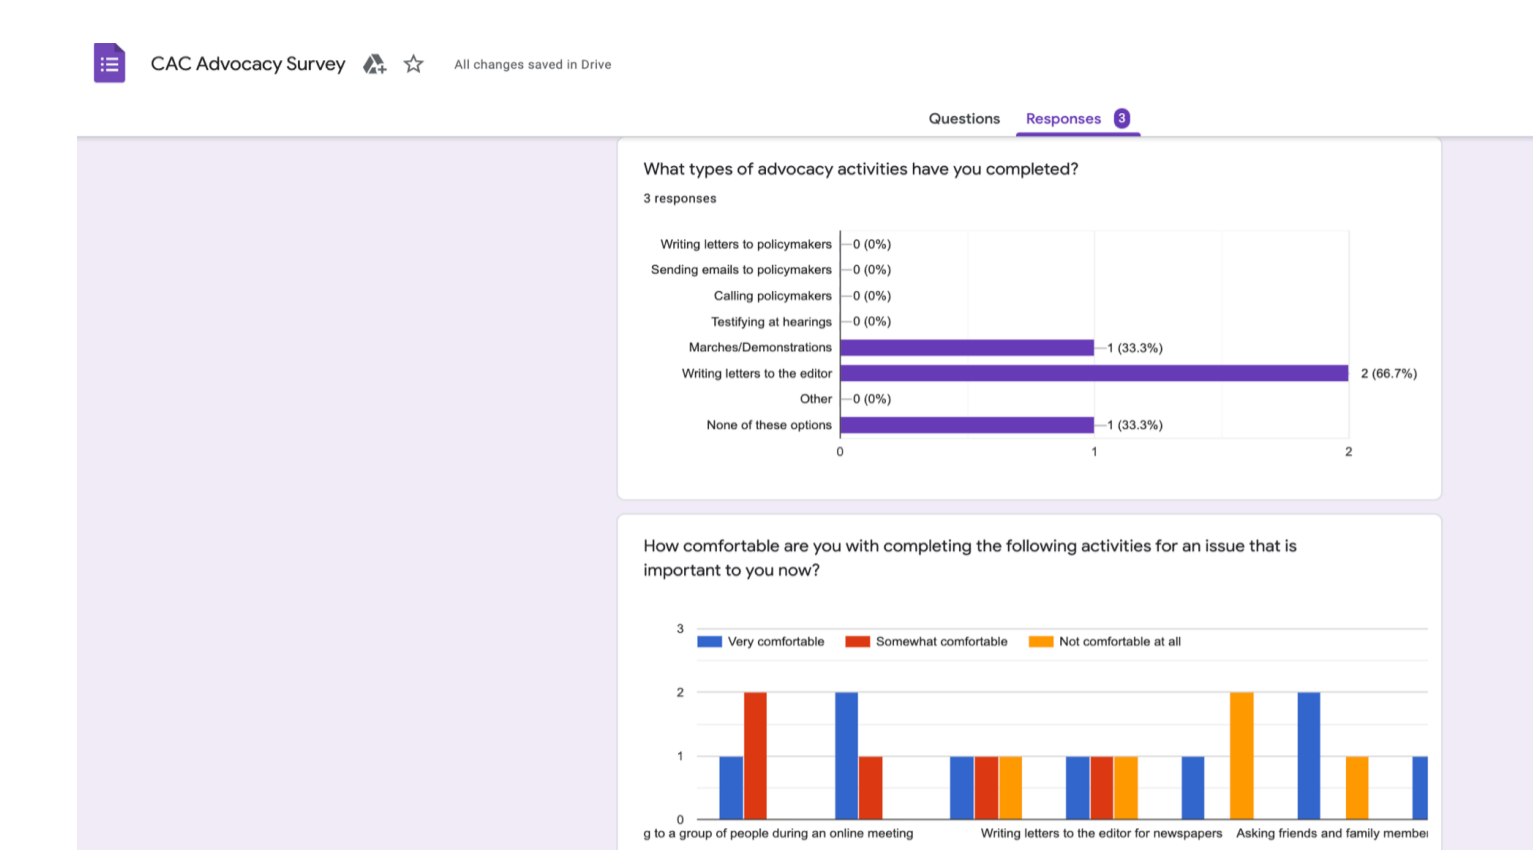 CAC Advocacy Survey
All changes saved in Drive
Questions
Responses 3
What types of advocacy activities have you completed?
3 responses
Writing letters to policymakers 0 (0%)
Sending emails to policymakers 0 (0%)
Calling policymakers 0 (0%)
Testifying at hearings 0 (0%)
Marches/Demonstrations 1 (33.3%)
Writing letters to the editor 2 (66.7%)
Other 0 (0%)
None of these options 1 (33.3%)
0 1 2
How comfortable are you with completing the following activities for an issue that is
important to you now?
3
Very comfortable Somewhat comfortable Not comfortable at all
2
1
0
g to a group of people during an online meeting Writing letters to the editor for newspapers Asking friends and family member